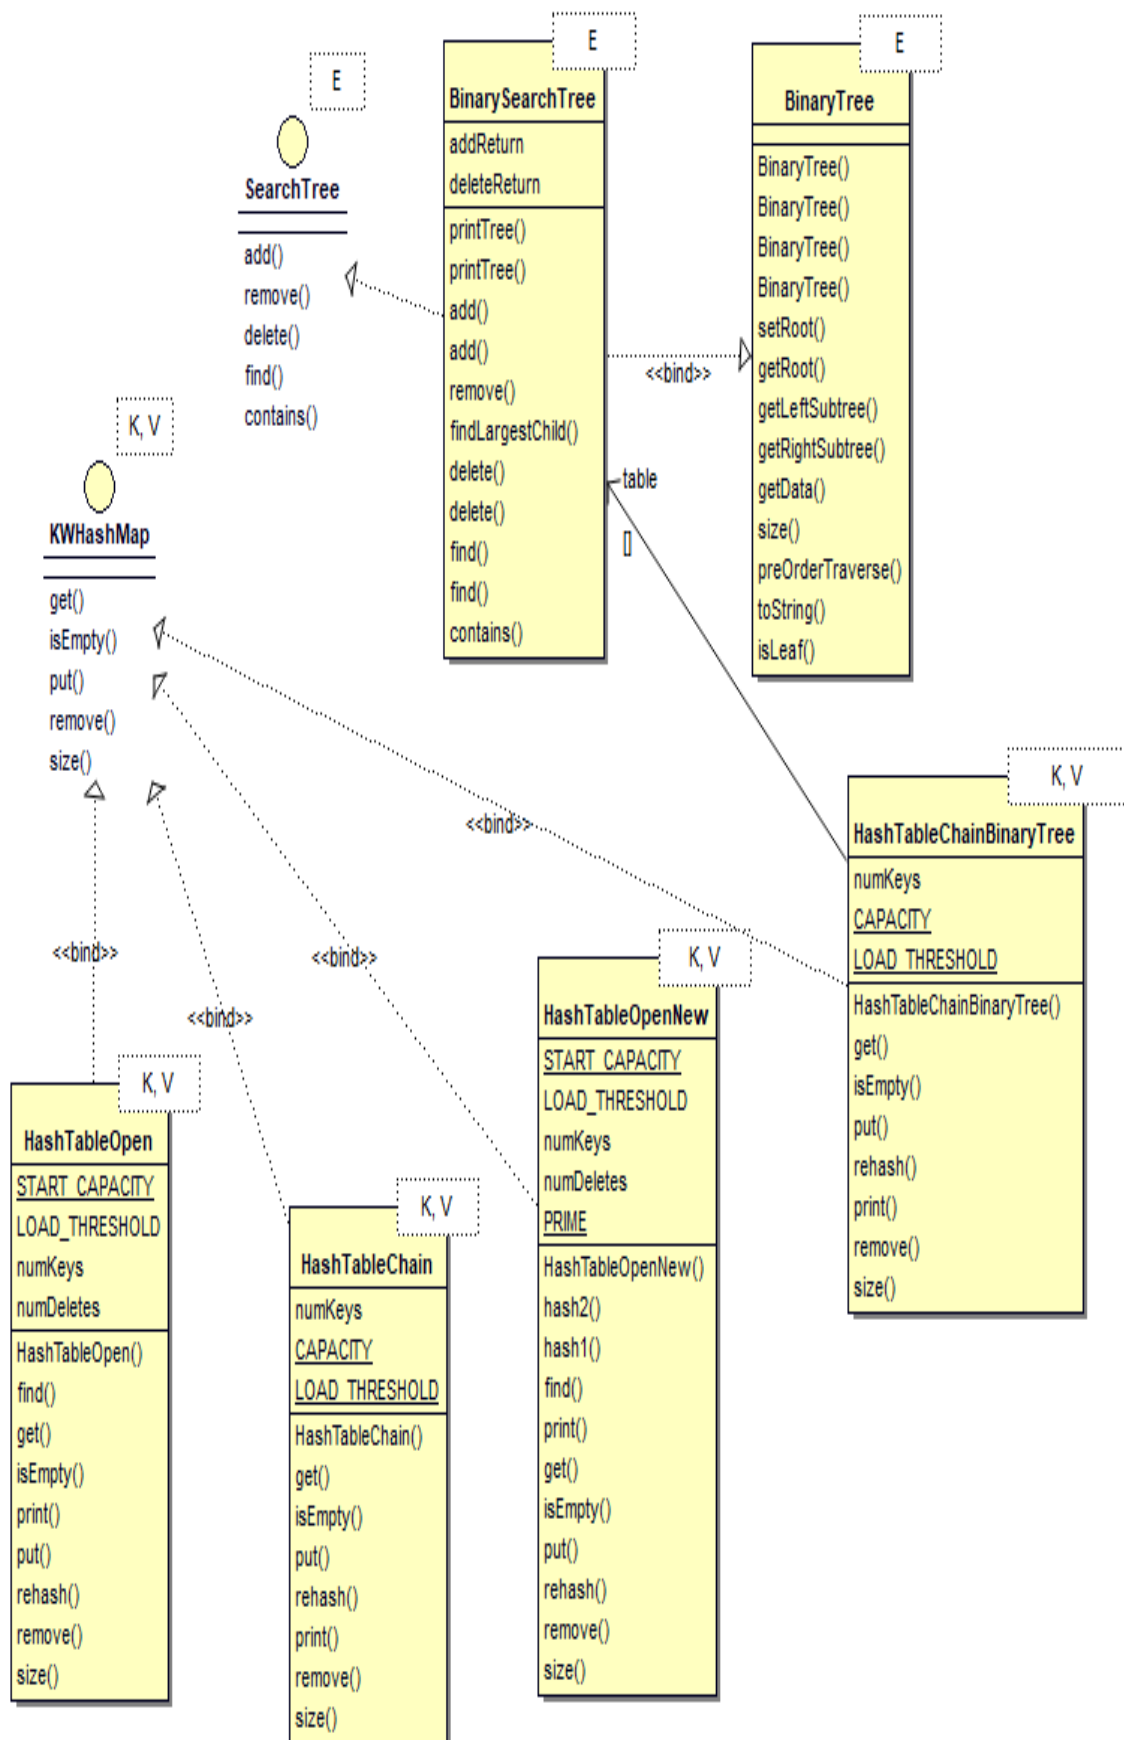 E
SearchTree
add()
remove()
delete()
find()
contains()
E
BinarySearchTree
addReturn
deleteReturn
printTree()
printTree()
add()
add()
remove()
findLargestChild()
delete()
delete()
find()
find()
contains()
E
BinaryTree
BinaryTree()
BinaryTree()
BinaryTree()
BinaryTree()
setRoot()
getRoot()
getLeftSubtree()
getRightSubtree()
getData()
size()
preOrderTraverse()
toString()
isLeaf()
<<bind>>
table
[]
K, V
KWHashMap
get()
isEmpty()
put()
remove()
size()
<<bind>>
<<bind>>
<<bind>>
<<bind>>
K, V
HashTableOpen
START_CAPACITY
LOAD_THRESHOLD
numKeys
numDeletes
HashTableOpen()
find()
get()
isEmpty()
print()
put()
rehash()
remove()
size()
K, V
HashTableChain
numKeys
CAPACITY
LOAD_THRESHOLD
HashTableChain()
get()
isEmpty()
put()
rehash()
print()
remove()
size()
K, V
HashTableOpenNew
START_CAPACITY
LOAD_THRESHOLD
numKeys
numDeletes
PRIME
HashTableOpenNew()
hash2()
hash1()
find()
print()
get()
isEmpty()
put()
rehash()
remove()
size()
K, V
HashTableChainBinaryTree
numKeys
CAPACITY
LOAD_THRESHOLD
HashTableChainBinaryTree()
get()
isEmpty()
put()
rehash()
print()
remove()
size()